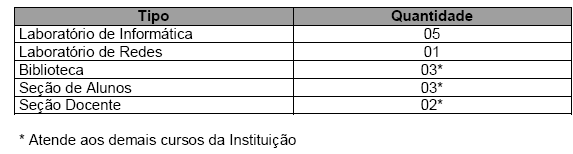 Tipo Quantidade
Laboratório de Informática 05
Laboratório de Redes 01
Biblioteca 03*
Seção de Alunos 03*
Seção Docente 02*
* Atende aos demais cursos da Instituição